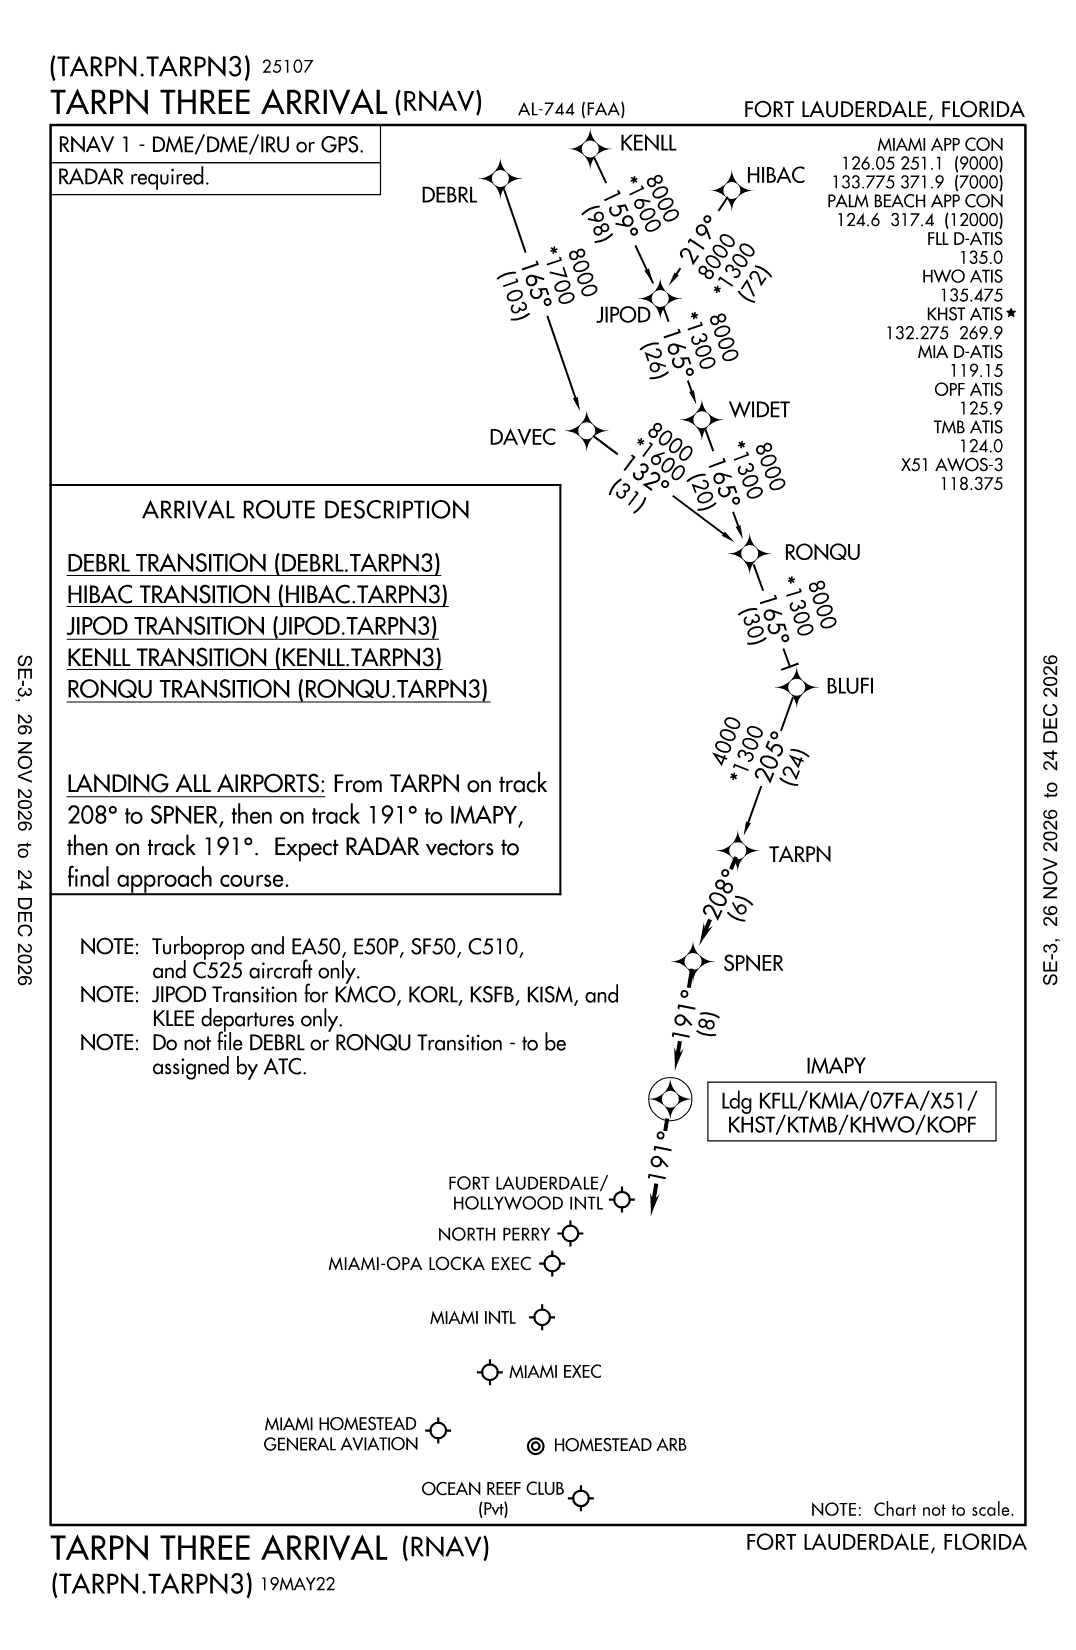 (TARPN.TARPN3) 25107
TARPN THREE ARRIVAL (RNAV)
AL-744 (FAA)
FORT LAUDERDALE, FLORIDA
RNAV 1 - DME/DME/IRU or GPS.
RADAR required.
MIAMI APP CON
126.05 251.1 (9000)
133.775 371.9 (7000)
PALM BEACH APP CON
124.6 317.4 (12000)
FLL D-ATIS
135.0
HWO ATIS
135.475
KHST ATIS
132.275 269.9
MIA D-ATIS
119.15
OPF ATIS
125.9
TMB ATIS
124.0
X51 AWOS-3
118.375
KENLL
DEBRL
HIBAC
8000
*1600
159°
(98)
219°
8000
*1300
(72)
8000
*1700
165°
(103)
JIPOD
8000
*1300
165°
(26)
WIDET
DAVEC
8000
*1600
132°
(31)
8000
*1300
165°
(20)
RONQU
8000
*1300
165°
(30)
BLUFI
4000
*1300
205°
(24)
TARPN
208°
(6)
SPNER
191°
(8)
IMAPY
Ldg KFLL/KMIA/07FA/X51/
KHST/KTMB/KHWO/KOPF
191°
ARRIVAL ROUTE DESCRIPTION
DEBRL TRANSITION (DEBRL.TARPN3)
HIBAC TRANSITION (HIBAC.TARPN3)
JIPOD TRANSITION (JIPOD.TARPN3)
KENLL TRANSITION (KENLL.TARPN3)
RONQU TRANSITION (RONQU.TARPN3)
LANDING ALL AIRPORTS: From TARPN on track
208° to SPNER, then on track 191° to IMAPY,
then on track 191°. Expect RADAR vectors to
final approach course.
NOTE: Turboprop and EA50, E50P, SF50, C510,
and C525 aircraft only.
NOTE: JIPOD Transition for KMCO, KORL, KSFB, KISM, and
KLEE departures only.
NOTE: Do not file DEBRL or RONQU Transition - to be
assigned by ATC.
FORT LAUDERDALE/
HOLLYWOOD INTL
NORTH PERRY
MIAMI-OPA LOCKA EXEC
MIAMI INTL
MIAMI EXEC
MIAMI HOMESTEAD
GENERAL AVIATION
HOMESTEAD ARB
OCEAN REEF CLUB
(Pvt)
NOTE: Chart not to scale.
SE-3, 26 NOV 2026 to 24 DEC 2026
SE-3, 26 NOV 2026 to 24 DEC 2026
TARPN THREE ARRIVAL (RNAV)
(TARPN.TARPN3) 19MAY22
FORT LAUDERDALE, FLORIDA